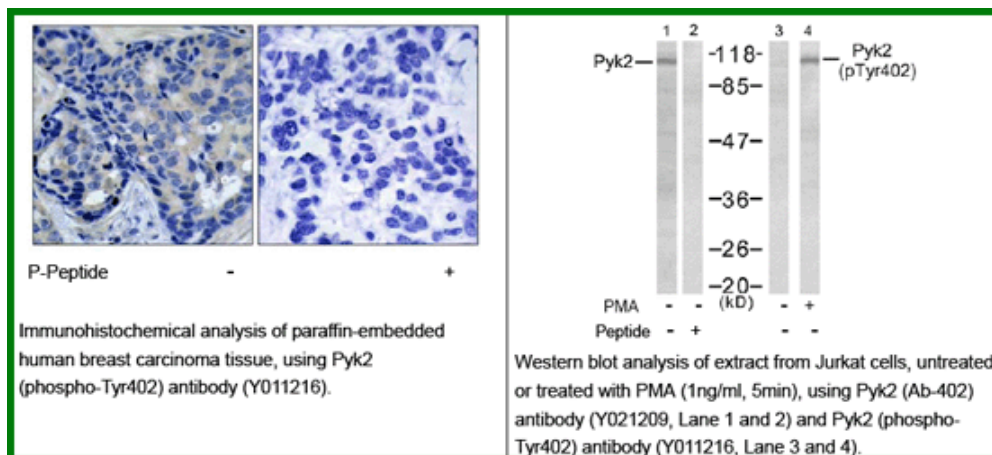 P-Peptide - +
Immunohistochemical analysis of paraffin-embedded
human breast carcinoma tissue, using Pyk2
(phospho-Tyr402) antibody (Y011216).
1 2 3 4
Pyk2
-118-
Pyk2
(pTyr402)
-85-
-47-
-36-
-26-
-20-
(kD)
PMA - - - +
Peptide - +
Western blot analysis of extract from Jurkat cells, untreated
or treated with PMA (1ng/ml, 5min), using Pyk2 (Ab-402)
antibody (Y021209, Lane 1 and 2) and Pyk2 (phospho-
Tyr402) antibody (Y011216, Lane 3 and 4).